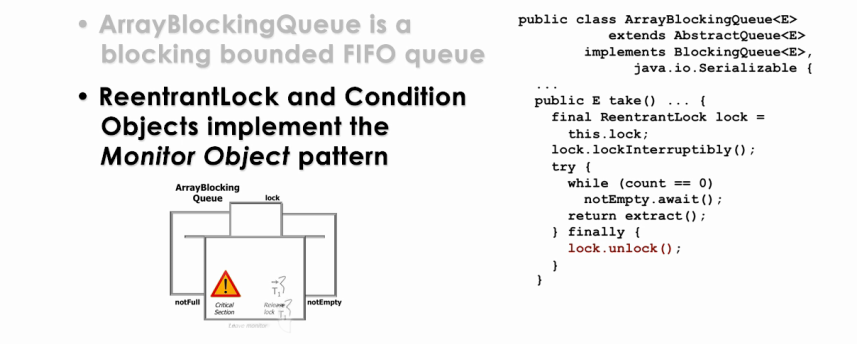 • ArrayBlockingQueue is a
blocking bounded FIFO queue
• ReentrantLock and Condition
Objects implement the
Monitor Object pattern
ArrayBlocking
Queue
lock
notFull
Critical
Section
Release
lock
T1
T1
notEmpty
Leave monitor
public class ArrayBlockingQueue<E>
extends AbstractQueue<E>
implements BlockingQueue<E>,
java.io.Serializable {
...
public E take() ... {
final ReentrantLock lock =
this.lock;
lock.lockInterruptibly();
try {
while (count == 0)
notEmpty.await();
return extract();
} finally {
lock.unlock();
}
}